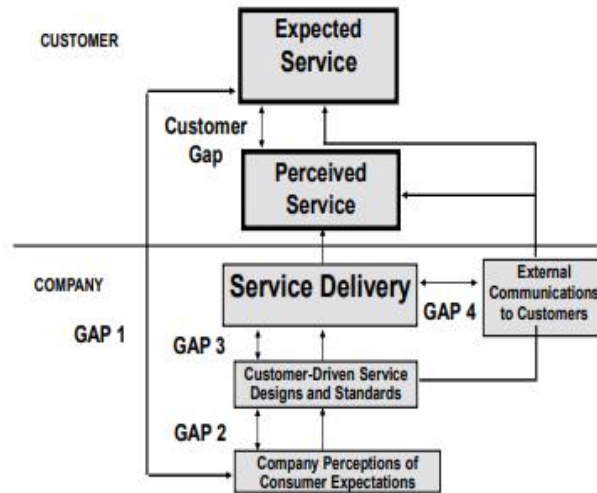 CUSTOMER
Expected
Service
Customer
Gap
Perceived
Service
COMPANY
Service Delivery
External
Communications
to Customers
GAP 4
GAP 1
GAP 3
Customer-Driven Service
Designs and Standards
GAP 2
Company Perceptions of
Consumer Expectations